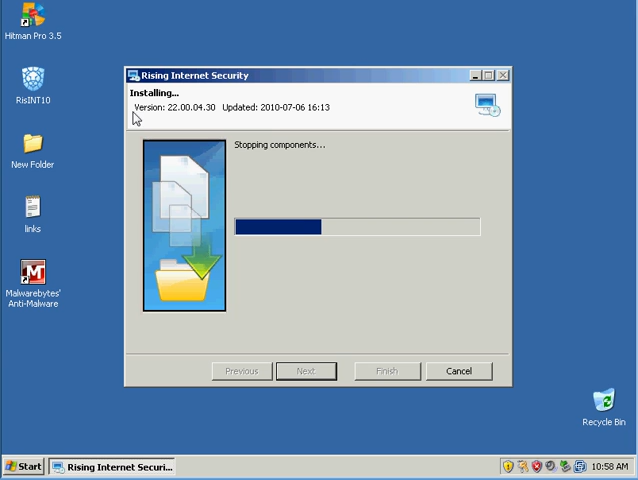 Hitman Pro 3.5
RisINT10
New Folder
links
Malwarebytes'
Anti-Malware
Rising Internet Security
Installing...
Version: 22.00.04.30 Updated: 2010-07-06 16:13
Stopping components...
Previous
Next
Finish
Cancel
Recycle Bin
Start
Rising Internet Securi...
10:58 AM